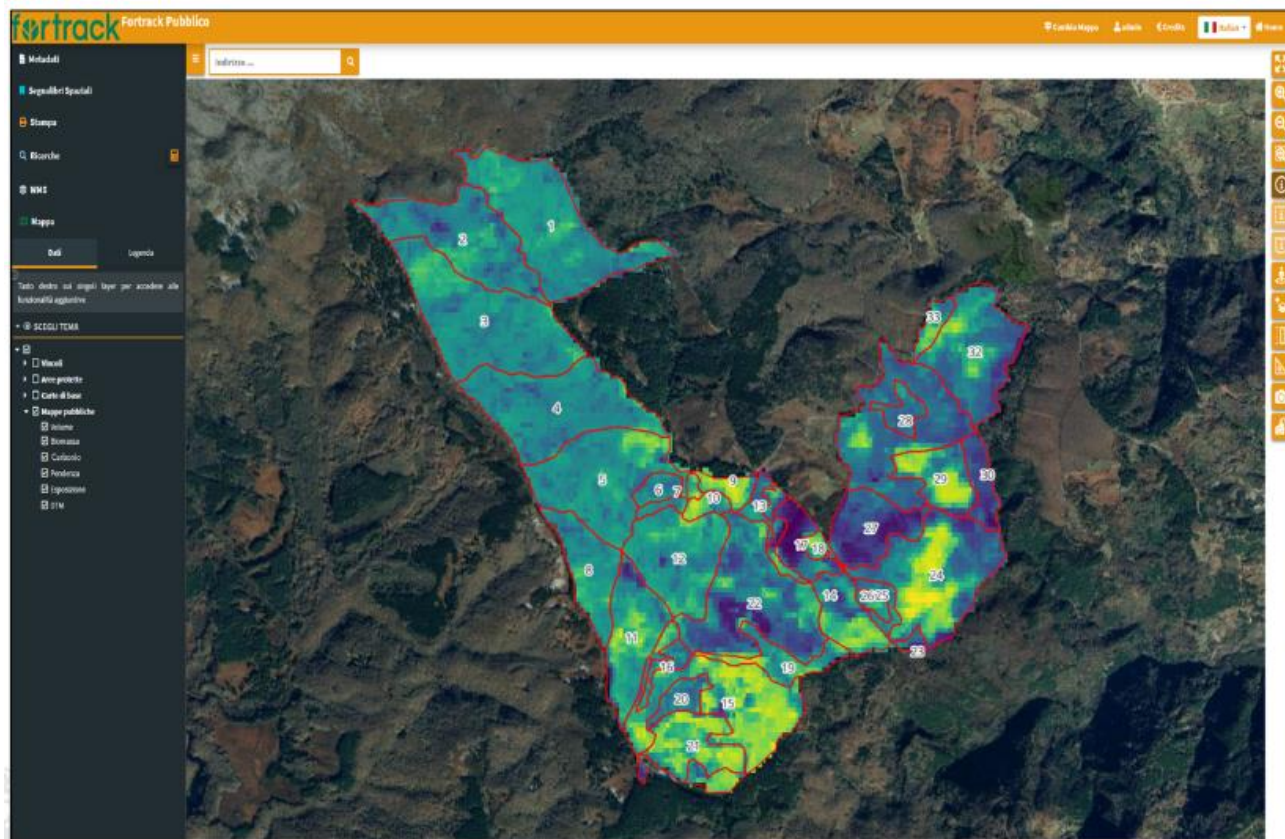 fortrack Fortrack Pubblico
Cambia Mappa admin Credits Italian Home
Metadati
Segnalibri Spaziali
Stampa
Ricerche
WMS
Mappa
Indirizzo ...
Dati Legenda
Tasto destro sui singoli layer per accedere alle
funzionalità aggiuntive
SCEGLI TEMA
Vincoli
Aree protette
Carte di base
Mappe pubbliche
Volume
Biomassa
Carbonio
Pendenza
Esposizione
DTM
1
2
3
33
32
4
28
5
9
6
7
10
13
29
30
27
17
18
12
8
24
14
26
25
22
11
23
16
19
20
15
21